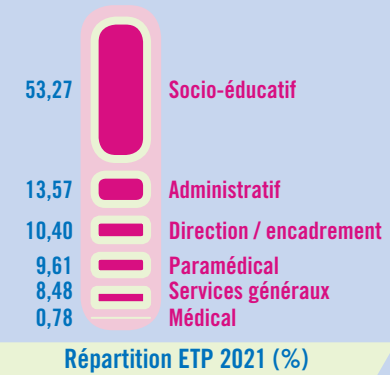 53,27 Socio-éducatif
13,57 Administratif
10,40 Direction / encadrement
9,61 Paramédical
8,48 Services généraux
0,78 Médical
Répartition ETP 2021 (%)